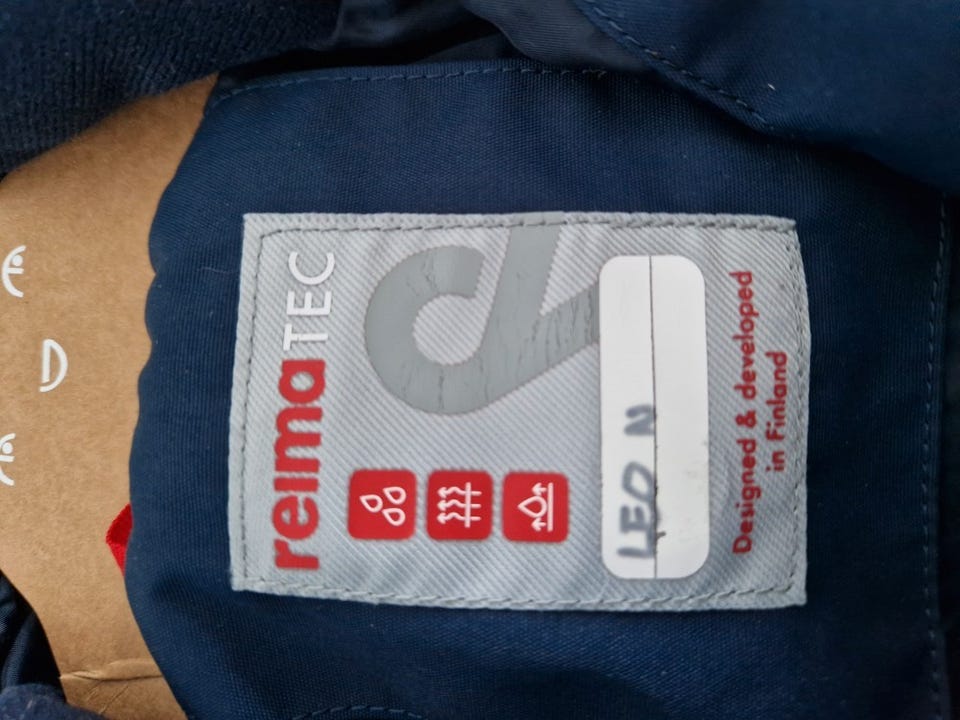 reimaTEC
LEO N
Designed & developed
in Finland